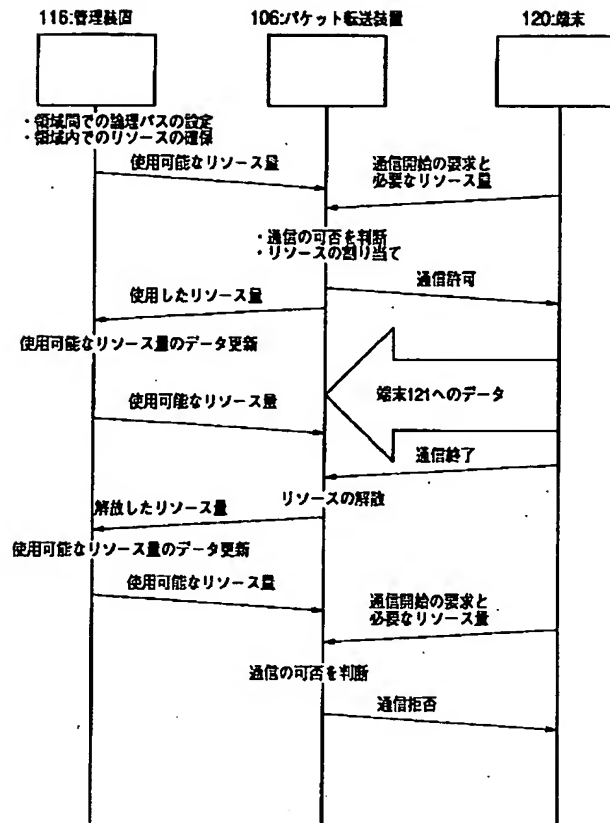 116:管理装置
106:パケット転送装置
120:端末
・領域間での論理パスの設定
・領域内でのリソースの確保
使用可能なリソース量
通信開始の要求と
必要なリソース量
・通信の可否を判断
・リソースの割り当て
通信許可
使用したリソース量
使用可能なリソース量のデータ更新
端末121へのデータ
使用可能なリソース量
通信終了
リソースの解放
解放したリソース量
使用可能なリソース量のデータ更新
使用可能なリソース量
通信開始の要求と
必要なリソース量
通信の可否を判断
通信拒否